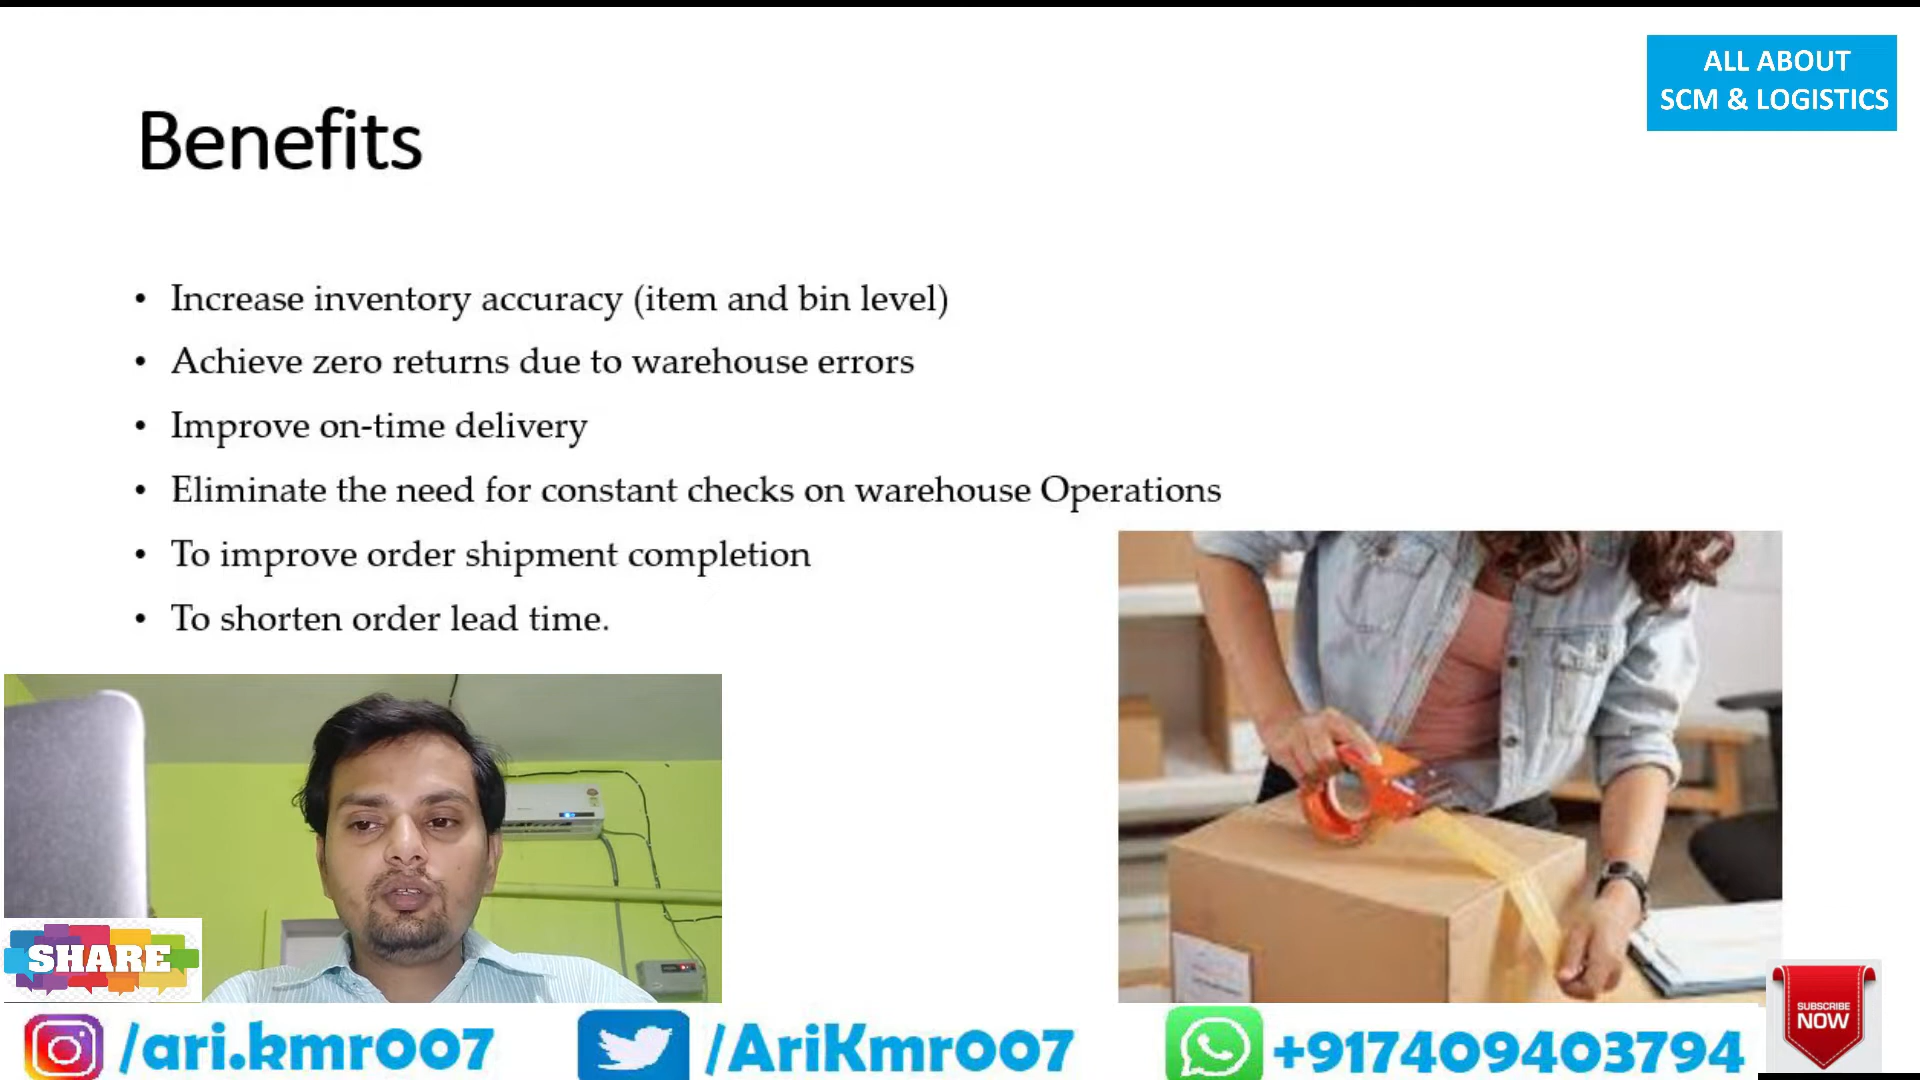 ALL ABOUT
SCM & LOGISTICS
Benefits
• Increase inventory accuracy (item and bin level)
• Achieve zero returns due to warehouse errors
• Improve on-time delivery
• Eliminate the need for constant checks on warehouse Operations
• To improve order shipment completion
• To shorten order lead time.
SHARE
SUBSCRIBE
NOW
/ari.kmr007
/AriKmr007
+917409403794